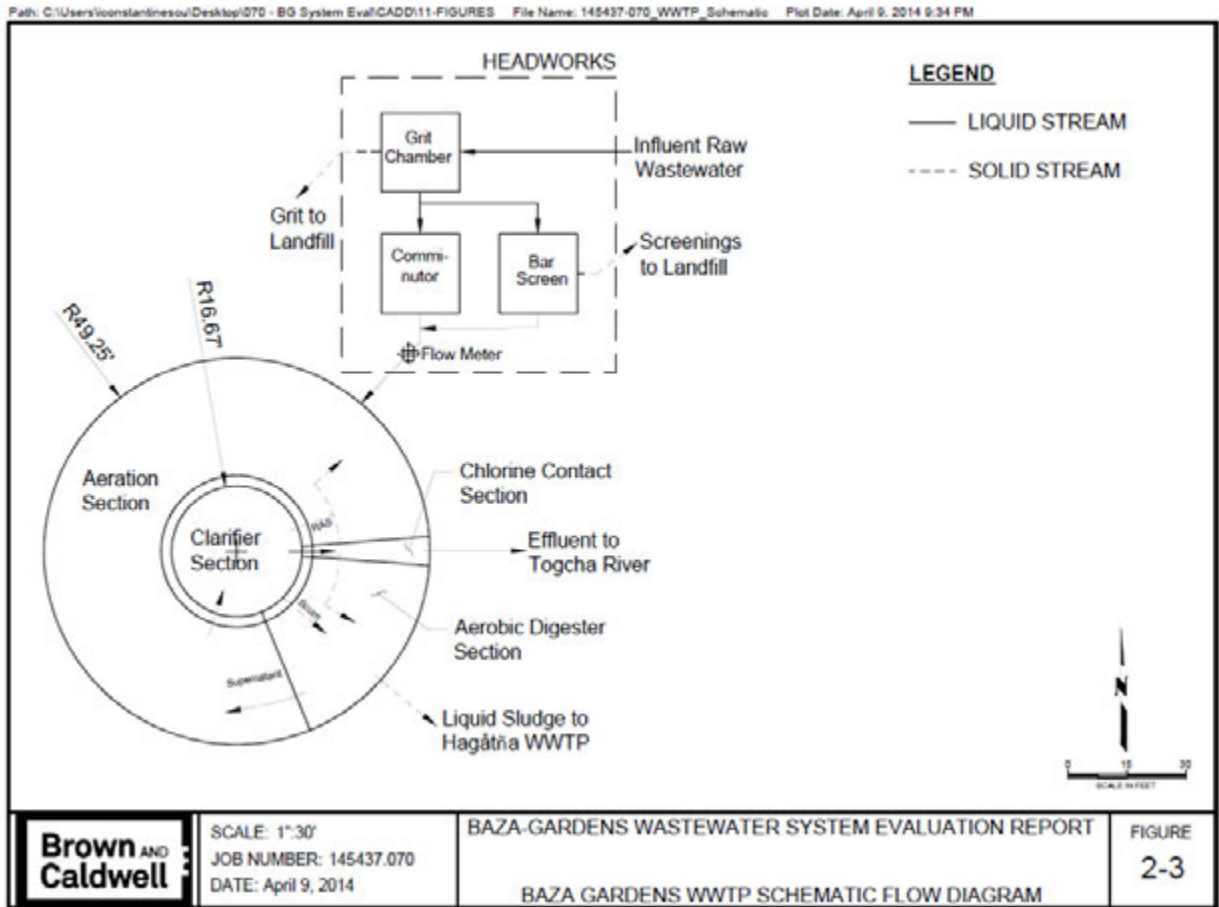 Path: C:\Users\iconstantinescu\Desktop\070 - BG System Eval\CADD\11-FIGURES File Name: 145437-070_WWTP_Schematic Plot Date: April 9, 2014 9:34 PM
HEADWORKS
Grit
Chamber
Influent Raw
Wastewater
Grit to
Landfill
Commi-
nutor
Bar
Screen
Screenings
to Landfill
Flow Meter
LEGEND
LIQUID STREAM
SOLID STREAM
R49.25'
R16.67'
Aeration
Section
Clarifier
Section
RAS
Scum
Supernatant
Chlorine Contact
Section
Effluent to
Togcha River
Aerobic Digester
Section
Liquid Sludge to
Hagåtña WWTP
N
0 15 30
SCALE IN FEET
Brown AND
Caldwell
SCALE: 1":30'
JOB NUMBER: 145437.070
DATE: April 9, 2014
BAZA-GARDENS WASTEWATER SYSTEM EVALUATION REPORT
BAZA GARDENS WWTP SCHEMATIC FLOW DIAGRAM
FIGURE
2-3